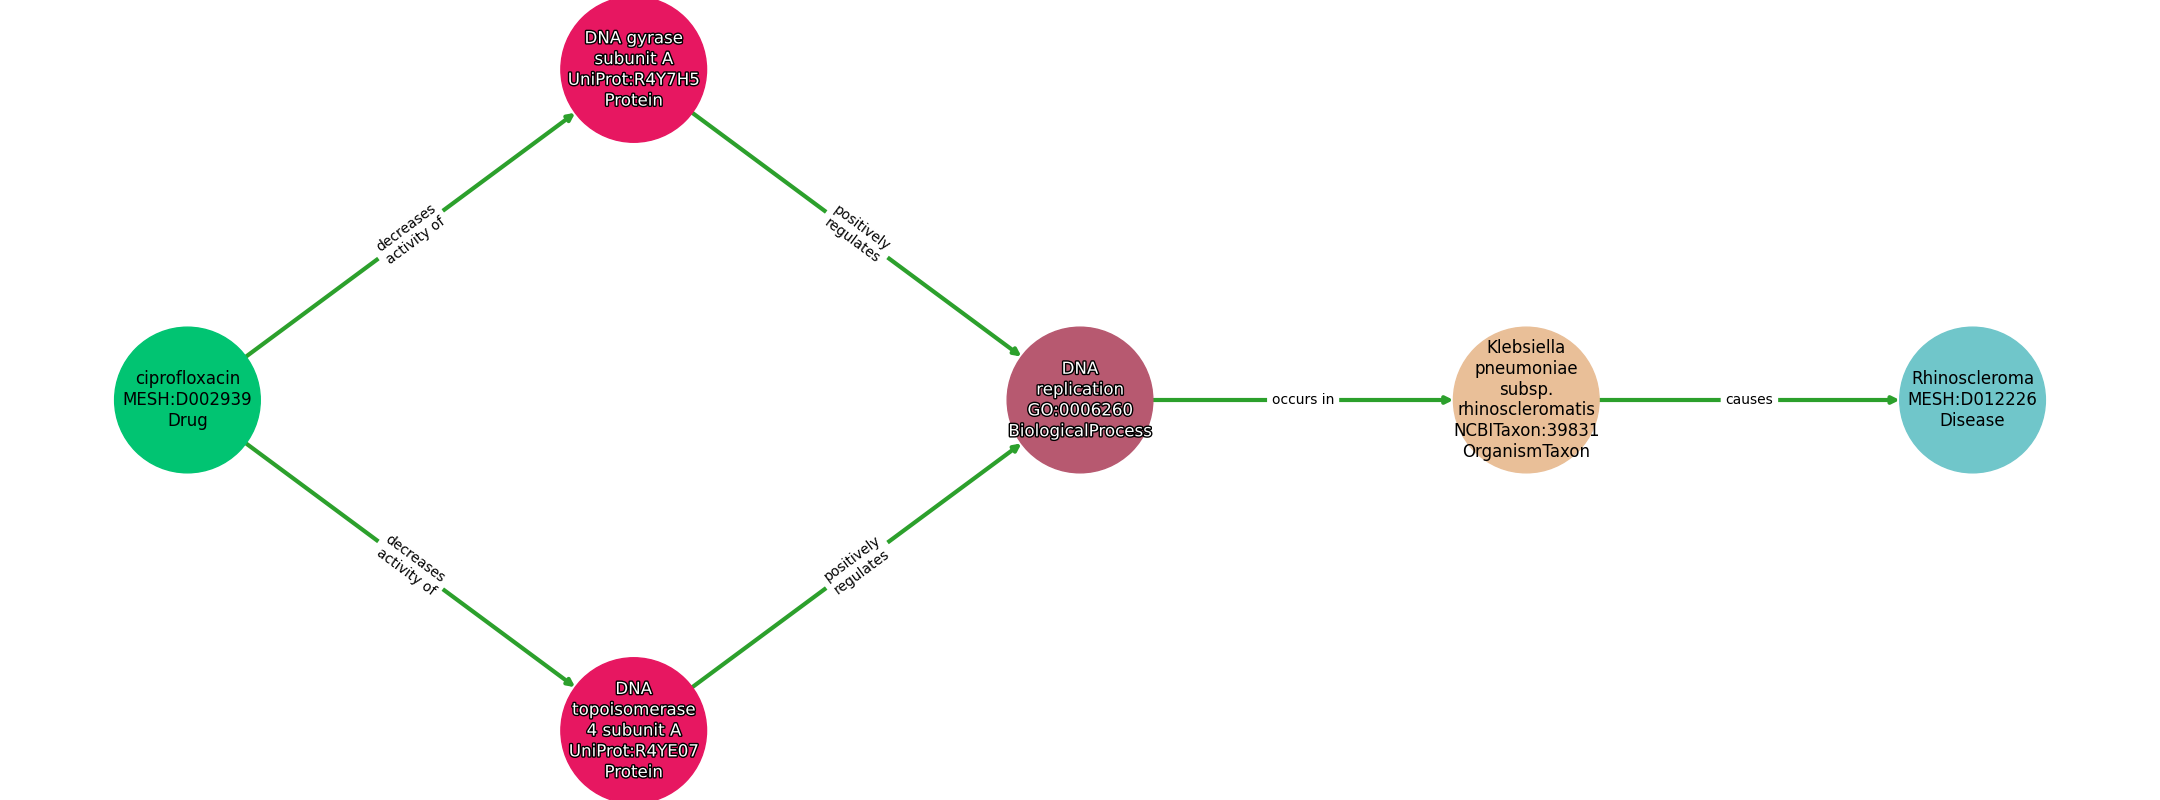 DNA gyrase
subunit A
UniProt:R4Y7H5
Protein
decreases
activity of
positively
regulates
ciprofloxacin
MESH:D002939
Drug
DNA
replication
GO:0006260
BiologicalProcess
occurs in
Klebsiella
pneumoniae
subsp.
rhinoscleromatis
NCBITaxon:39831
OrganismTaxon
causes
Rhinoscleroma
MESH:D012226
Disease
decreases
activity of
positively
regulates
DNA
topoisomerase
4 subunit A
UniProt:R4YE07
Protein